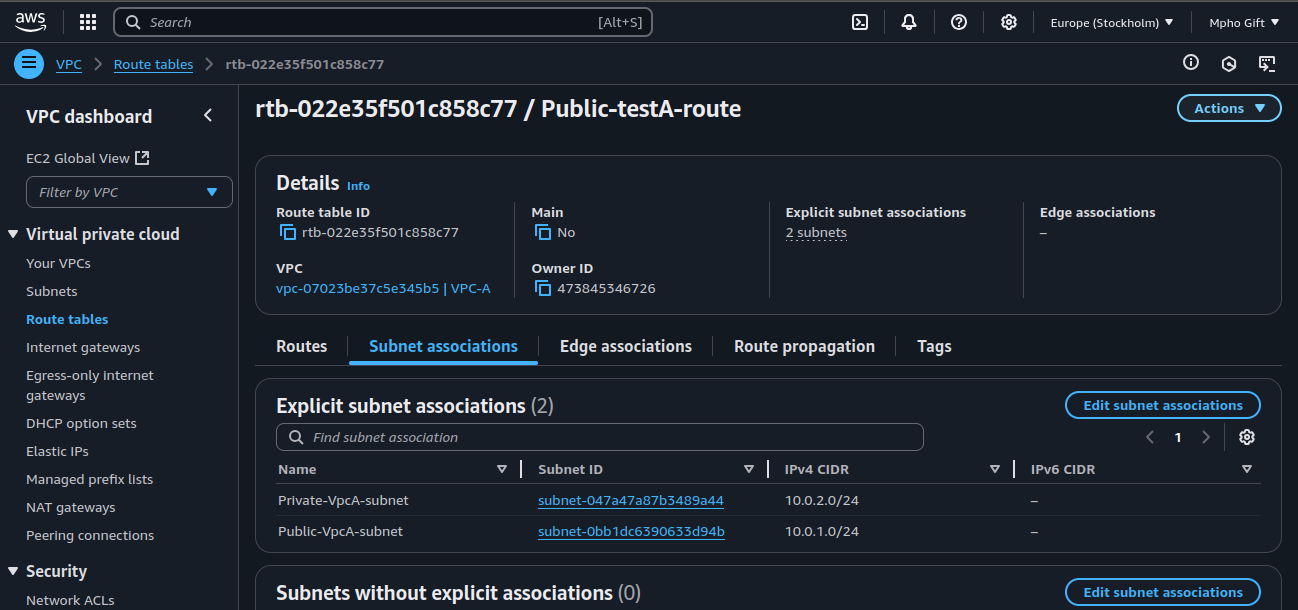 aws
Search [Alt+S]
Europe (Stockholm)
Mpho Gift
VPC
Route tables
rtb-022e35f501c858c77
VPC dashboard
EC2 Global View
Filter by VPC
Virtual private cloud
Your VPCs
Subnets
Route tables
Internet gateways
Egress-only internet
gateways
DHCP option sets
Elastic IPs
Managed prefix lists
NAT gateways
Peering connections
Security
Network ACLs
rtb-022e35f501c858c77 / Public-testA-route
Actions
Details Info
Route table ID
rtb-022e35f501c858c77
Main
No
Explicit subnet associations
2 subnets
Edge associations
–
VPC
vpc-07023be37c5e345b5 | VPC-A
Owner ID
473845346726
Routes
Subnet associations
Edge associations
Route propagation
Tags
Explicit subnet associations (2)
Edit subnet associations
Find subnet association
1
Name Subnet ID IPv4 CIDR IPv6 CIDR
Private-VpcA-subnet subnet-047a47a87b3489a44 10.0.2.0/24 –
Public-VpcA-subnet subnet-0bb1dc6390633d94b 10.0.1.0/24 –
Subnets without explicit associations (0)
Edit subnet associations